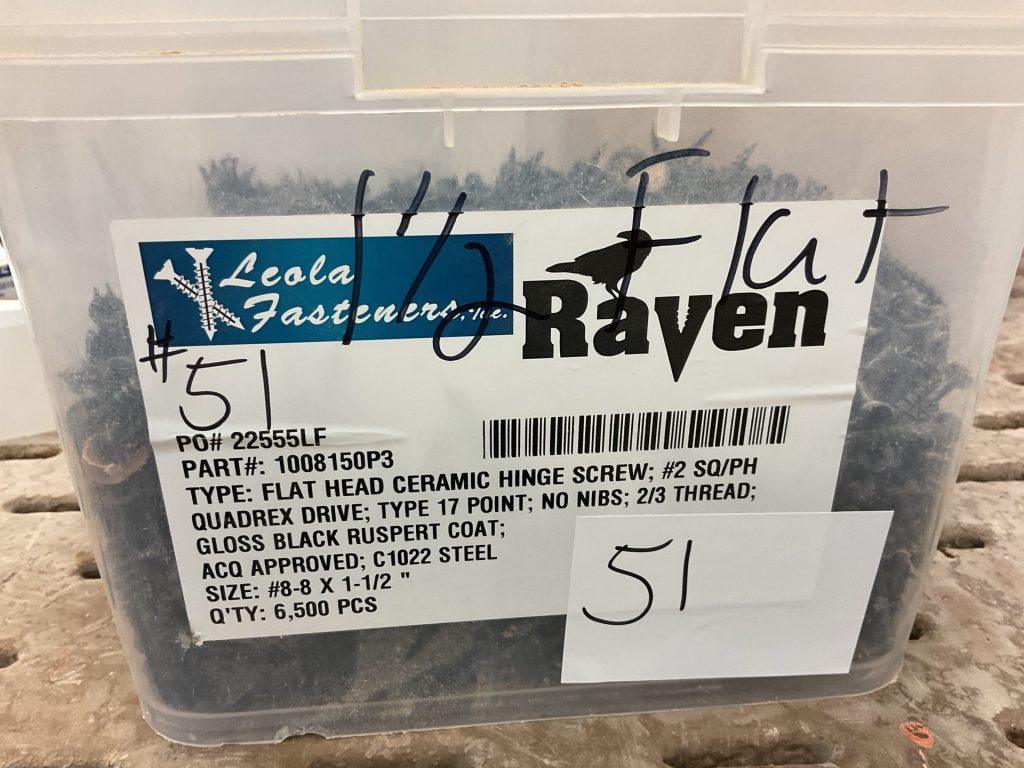 1 1/2 Flat
Leola
Fasteners, Inc.
Raven
#51
PO# 22555LF
PART#: 1008150P3
TYPE: FLAT HEAD CERAMIC HINGE SCREW; #2 SQ/PH
QUADREX DRIVE; TYPE 17 POINT; NO NIBS; 2/3 THREAD;
GLOSS BLACK RUSPERT COAT;
ACQ APPROVED; C1022 STEEL
SIZE: #8-8 X 1-1/2 "
Q'TY: 6,500 PCS
51